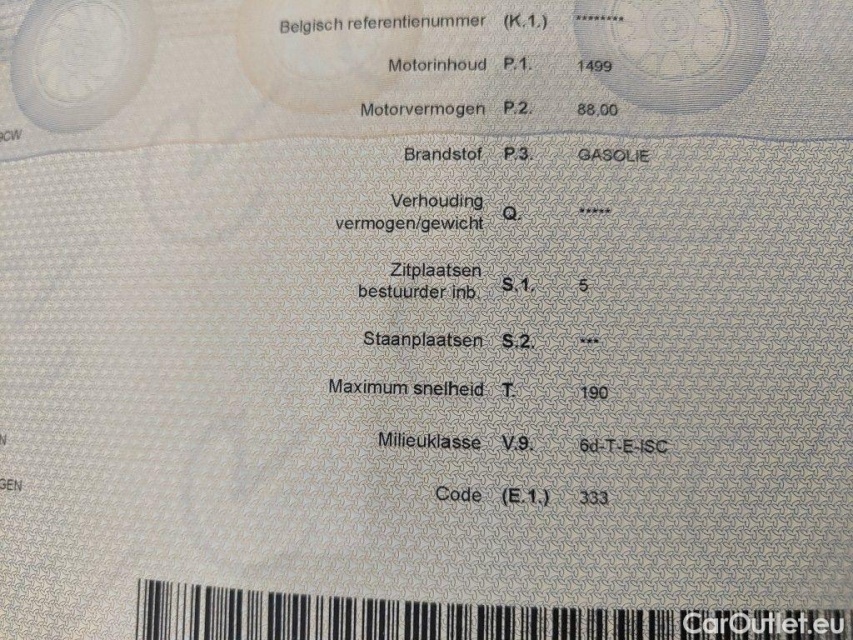 Belgisch referentienummer (K.1.) ********
Motorinhoud P.1. 1499
Motorvermogen P.2. 88,00
Brandstof P.3. GASOLIE
Verhouding
vermogen/gewicht Q. *****
Zitplaatsen
bestuurder inb. S.1. 5
Staanplaatsen S.2. ***
Maximum snelheid T. 190
Milieuklasse V.9. 6d-T-E-ISC
Code (E.1.) 333
CarOutlet.eu